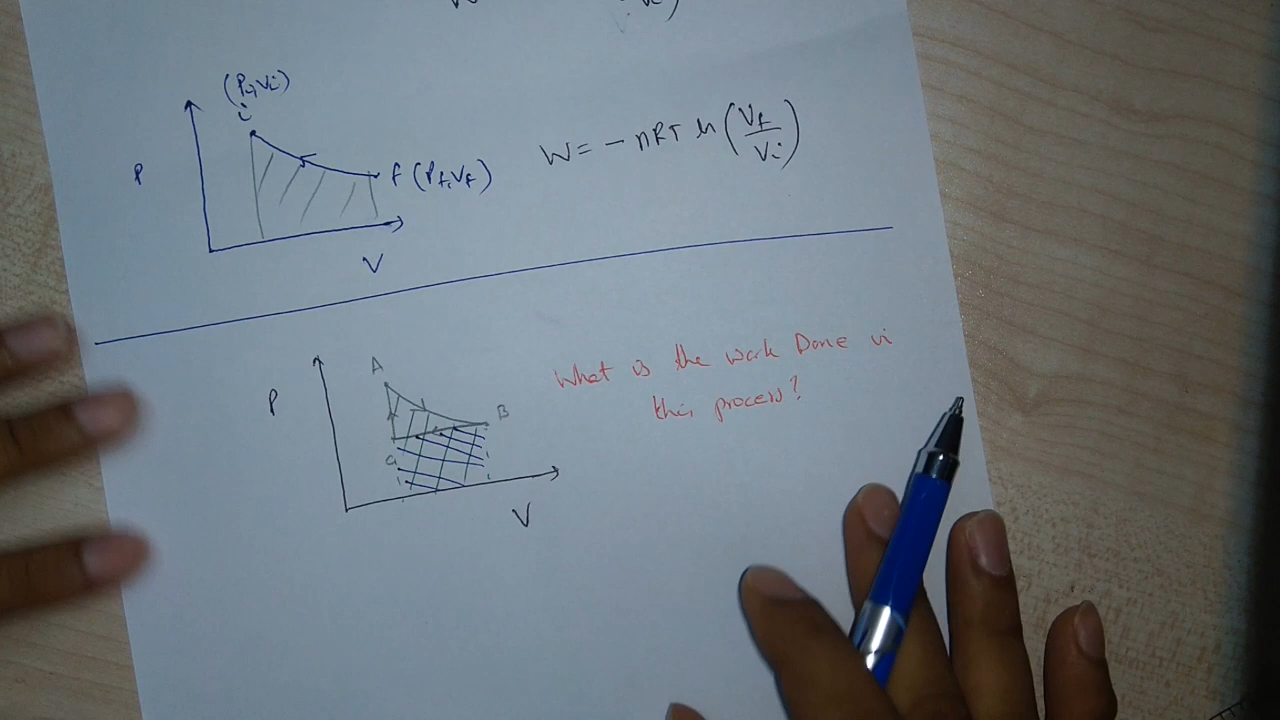 (Pi, Vi)
i
P
f (Pf, Vf)
W = - nRT ln (Vf/Vi)
V
A
P
B
C
V
What is the work Done in
this process?